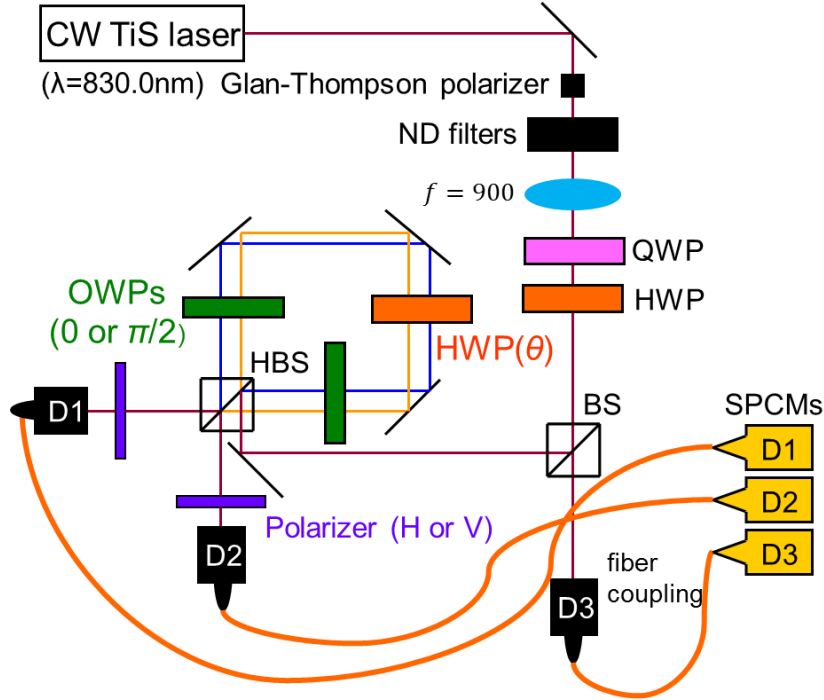 CW TiS laser
(λ=830.0nm) Glan-Thompson polarizer
ND filters
f = 900
QWP
HWP
OWPs
(0 or π/2)
HWP(θ)
HBS
BS
SPCMs
D1
D1
D2
D3
Polarizer (H or V)
D2
fiber
coupling
D3